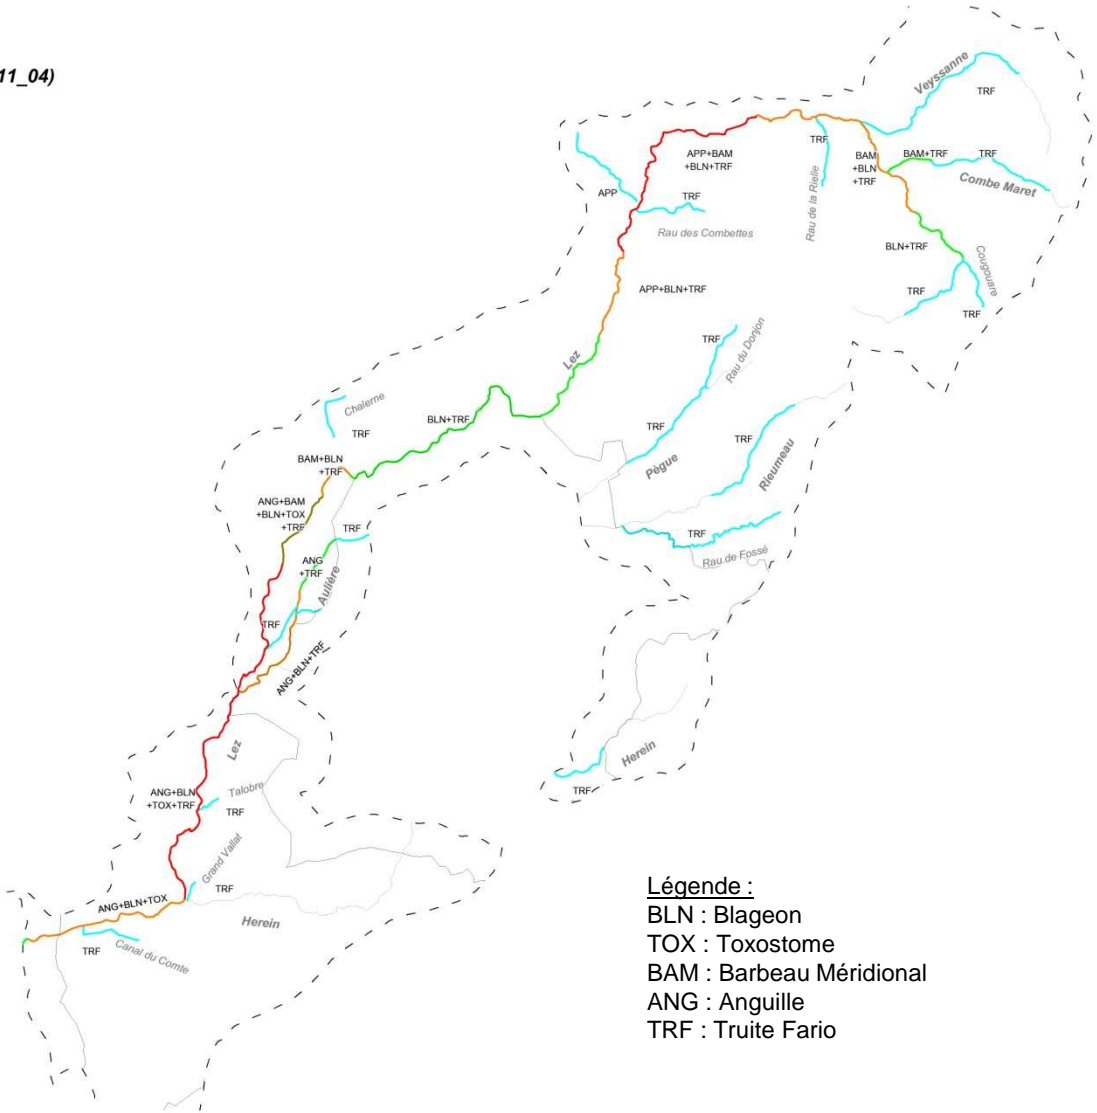 11_04)
Veyssanne
TRF
TRF
APP+BAM
+BLN+TRF
BAM
+BLN
+TRF
BAM+TRF
TRF
Combe Maret
APP
TRF
Rau de la Rielle
Rau des Combettes
BLN+TRF
Cougouare
APP+BLN+TRF
TRF
TRF
Lez
TRF
Rau du Donjon
Chalerne
BLN+TRF
TRF
TRF
TRF
BAM+BLN
+TRF
Pègue
Rieumeau
ANG+BAM
+BLN+TOX
+TRF
TRF
TRF
Rau de Fossé
ANG
+TRF
Aulière
TRF
ANG+BLN+TRF
Lez
Herein
TRF
ANG+BLN
+TOX+TRF
Talobre
TRF
Grand Vallat
TRF
ANG+BLN+TOX
Herein
TRF
Canal du Comte
Légende :
BLN : Blageon
TOX : Toxostome
BAM : Barbeau Méridional
ANG : Anguille
TRF : Truite Fario